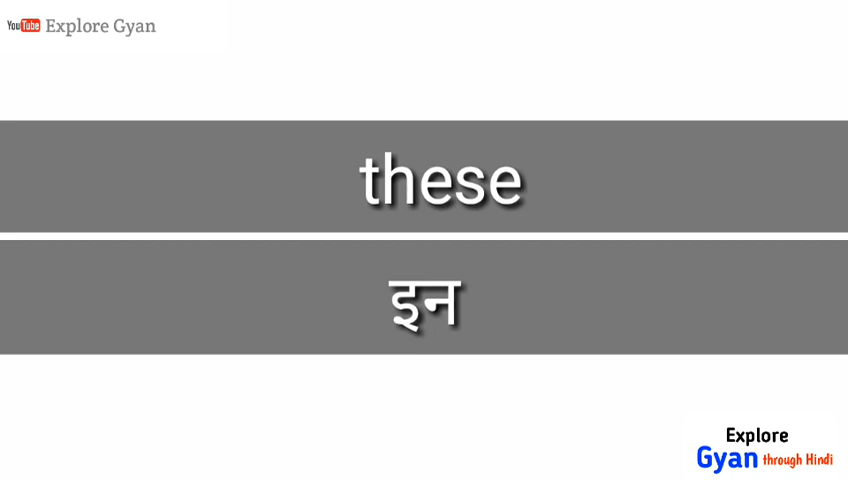 YouTube Explore Gyan
these
इन
Explore
Gyan through Hindi